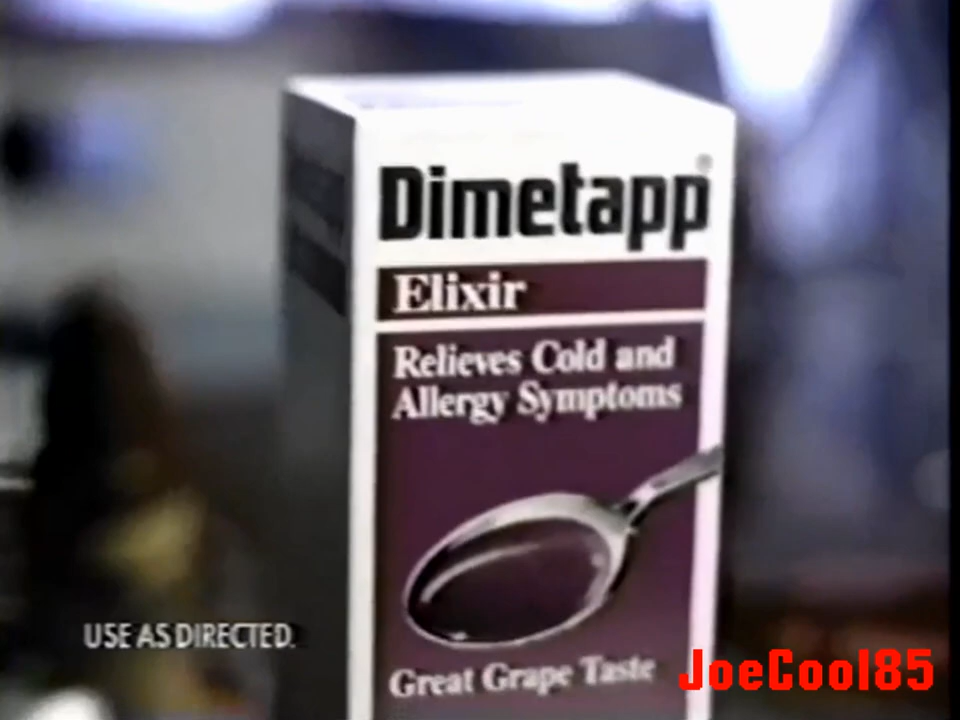 Dimetapp®
Elixir
Relieves Cold and
Allergy Symptoms
Great Grape Taste
USE AS DIRECTED.
JoeCool85